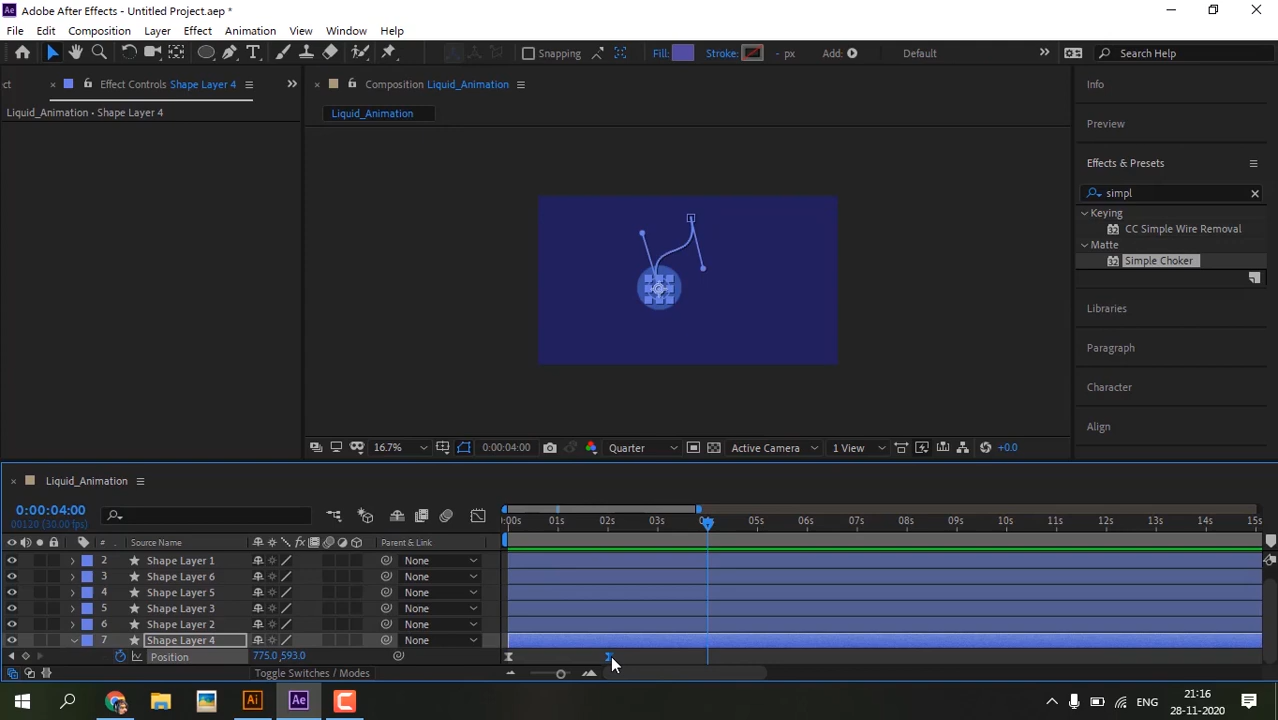 Adobe After Effects - Untitled Project.aep *
File Edit Composition Layer Effect Animation View Window Help
Snapping Fill: Stroke: - px Add: Default Search Help
ct Effect Controls Shape Layer 4 Composition Liquid_Animation Info
Liquid_Animation • Shape Layer 4 Liquid_Animation
Preview
Effects & Presets
simpl
Keying
CC Simple Wire Removal
Matte
Simple Choker
Libraries
Paragraph
Character
Align
16.7% 0:00:04:00 Quarter Active Camera 1 View +0.0
Liquid_Animation
0:00:04:00
00120 (30.00 fps)
:00s 01s 02s 03s 04s 05s 06s 07s 08s 09s 10s 11s 12s 13s 14s 15s
# Source Name fx Parent & Link
2 Shape Layer 1 None
3 Shape Layer 6 None
4 Shape Layer 5 None
5 Shape Layer 3 None
6 Shape Layer 2 None
7 Shape Layer 4 None
Position 775.0,593.0
Toggle Switches / Modes
Ai Ae ENG 21:16
28-11-2020